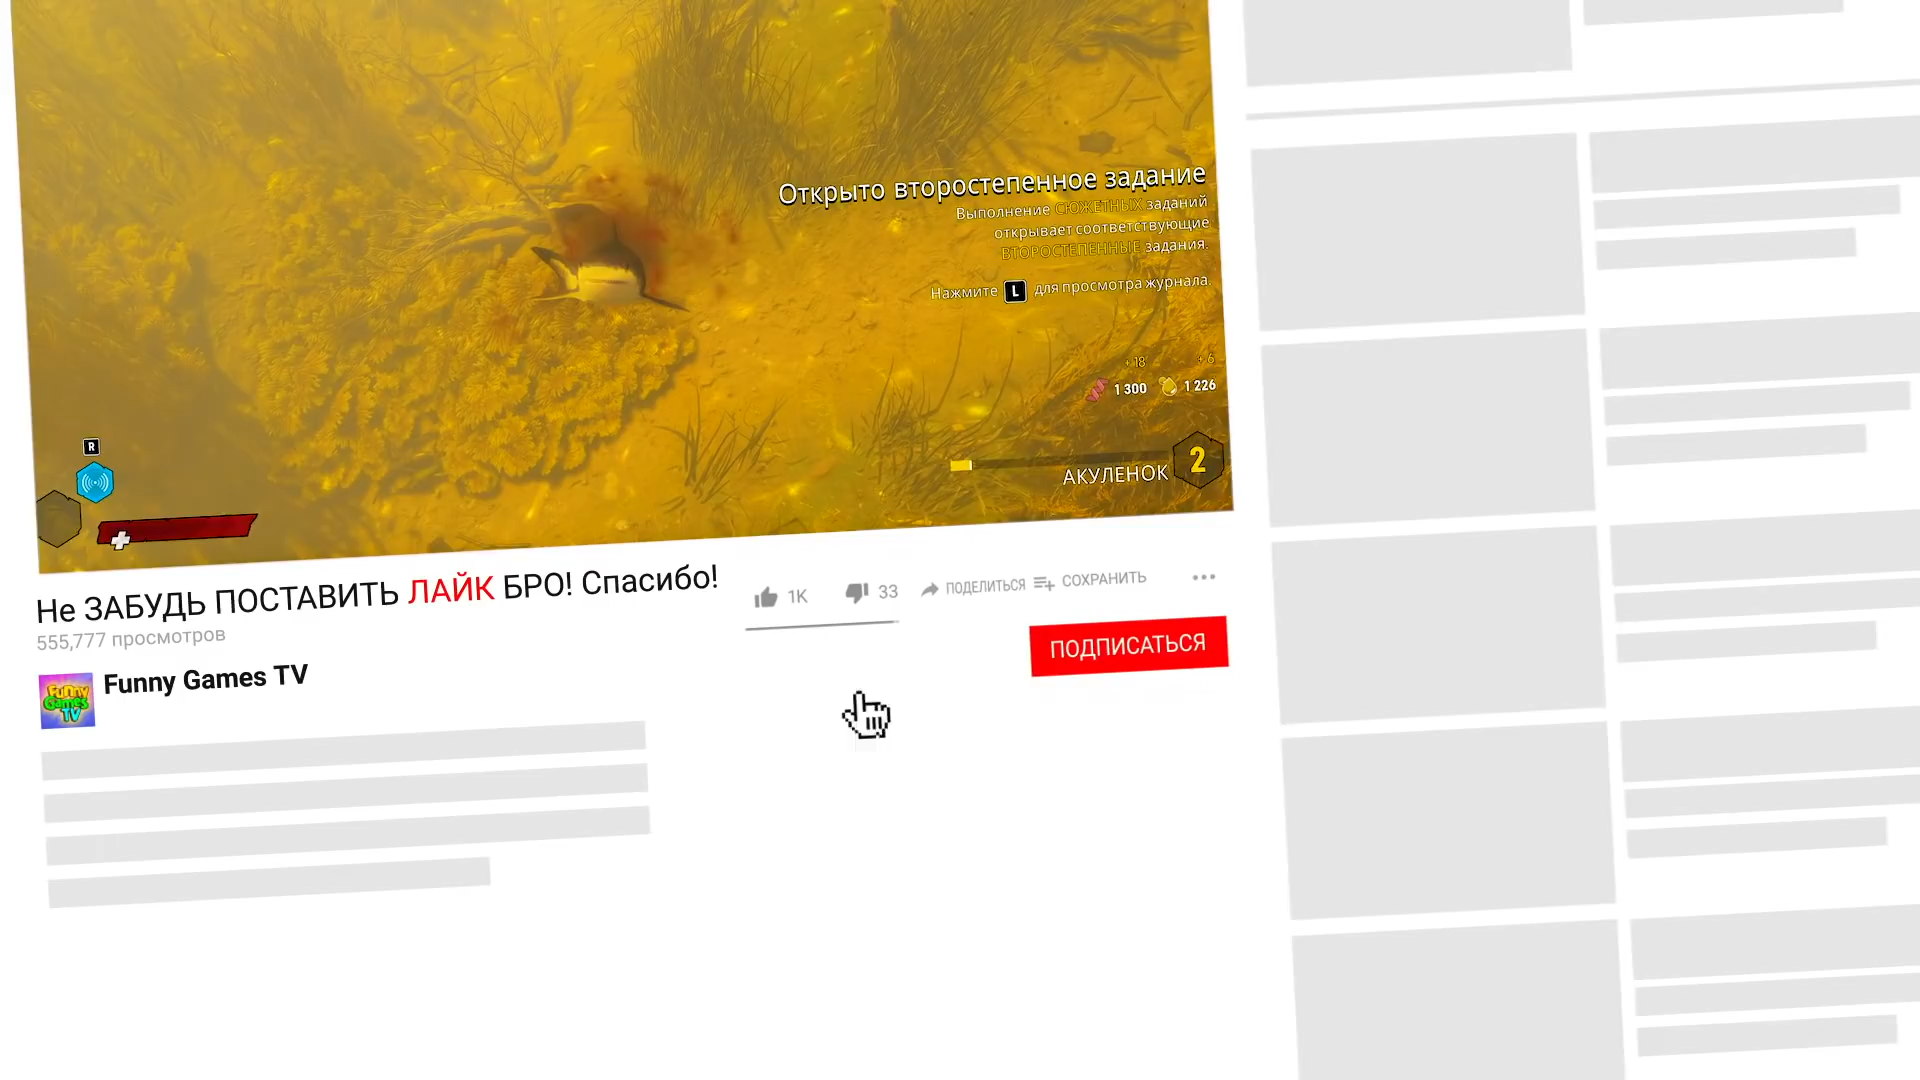 Открыто второстепенное задание
Выполнение СЮЖЕТНЫХ заданий
открывает соответствующие
ВТОРОСТЕПЕННЫЕ задания.
Нажмите L для просмотра журнала.
+18 +6
1 300 1 226
R
2
АКУЛЕНОК
Не ЗАБУДЬ ПОСТАВИТЬ ЛАЙК БРО! Спасибо!
1K 33 ПОДЕЛИТЬСЯ СОХРАНИТЬ
555,777 просмотров
ПОДПИСАТЬСЯ
Funny Games TV
Funny
Games
TV